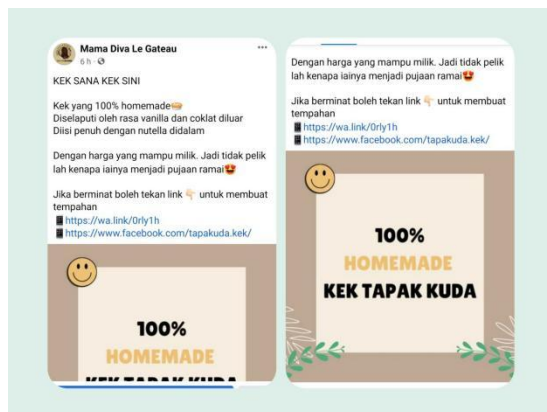 Mama Diva Le Gateau
6 h ·
KEK SANA KEK SINI
Kek yang 100% homemade
Diselaputi oleh rasa vanilla dan coklat diluar
Diisi penuh dengan nutella didalam
Dengan harga yang mampu milik. Jadi tidak pelik
lah kenapa iainya menjadi pujaan ramai
Jika berminat boleh tekan link 👇 untuk membuat
tempahan
https://wa.link/0rly1h
https://www.facebook.com/tapakuda.kek/
100%
HOMEMADE
KEK TAPAK KUDA
Dengan harga yang mampu milik. Jadi tidak pelik
lah kenapa iainya menjadi pujaan ramai
Jika berminat boleh tekan link 👇 untuk membuat
tempahan
https://wa.link/0rly1h
https://www.facebook.com/tapakuda.kek/
100%
HOMEMADE
KEK TAPAK KUDA